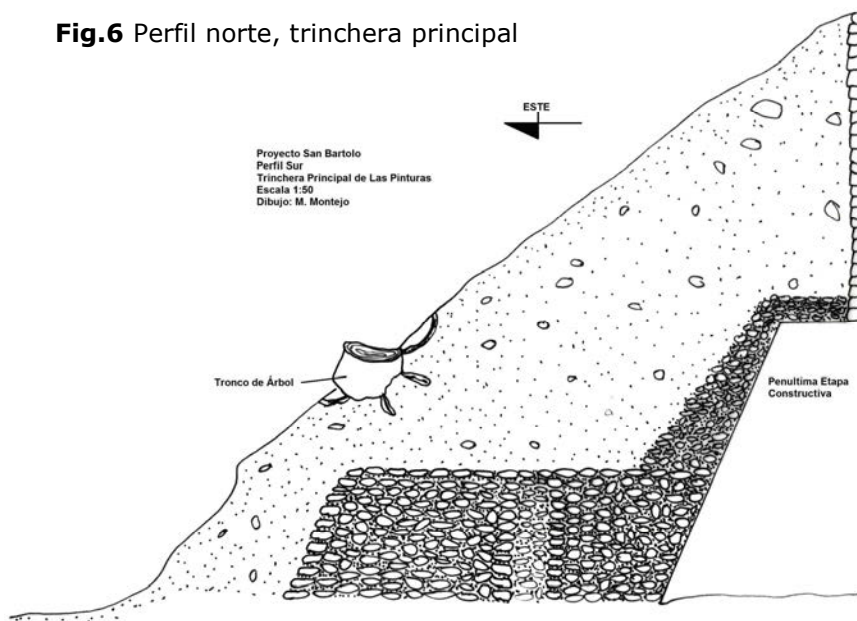 Fig.6 Perfil norte, trinchera principal
ESTE
Proyecto San Bartolo
Perfil Sur
Trinchera Principal de Las Pinturas
Escala 1:50
Dibujo: M. Montejo
Tronco de Árbol
Penultima Etapa
Constructiva